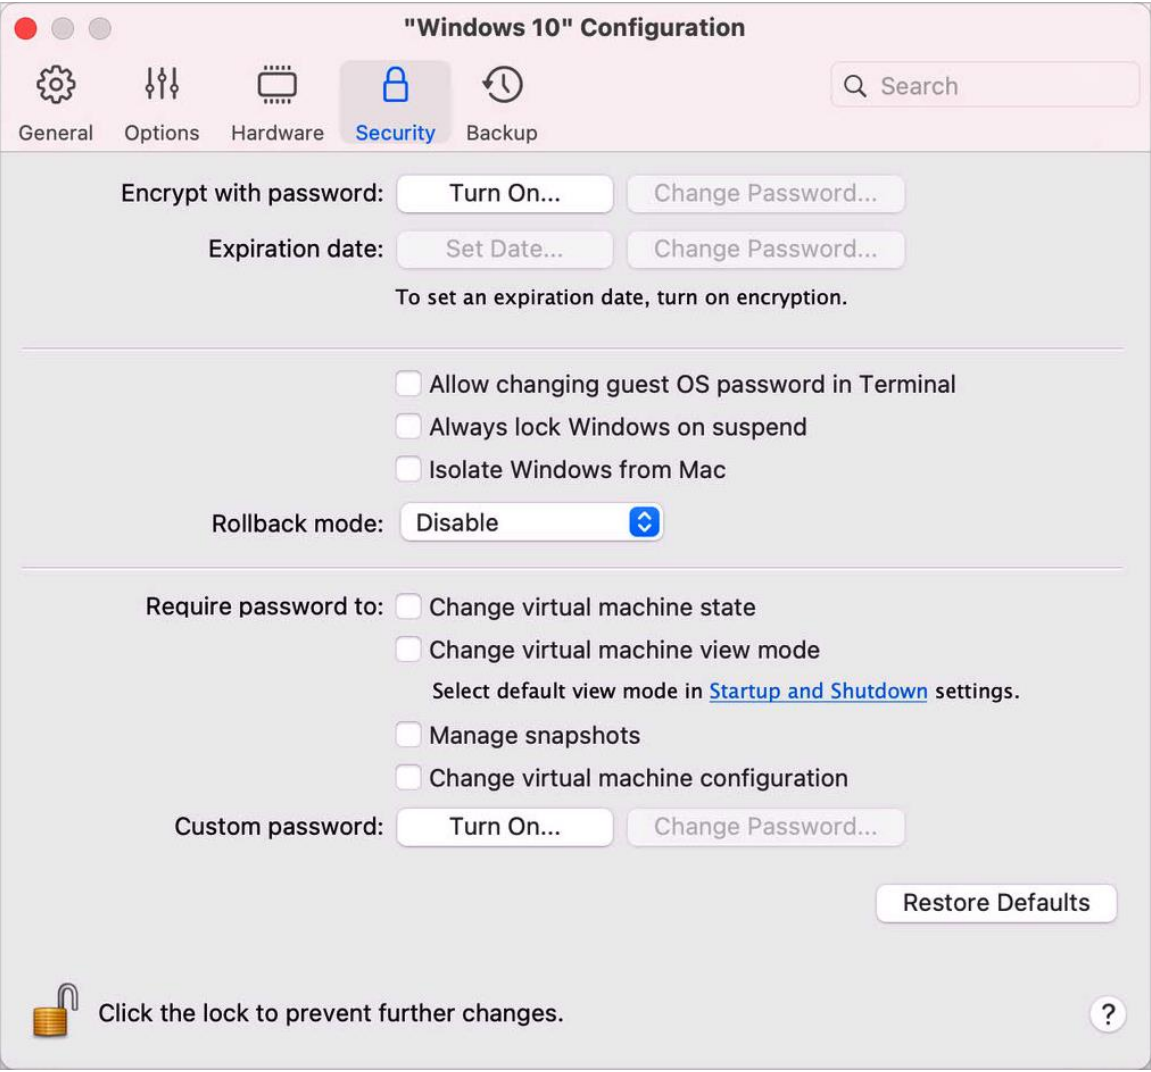 "Windows 10" Configuration
General Options Hardware Security Backup
Search
Encrypt with password: Turn On... Change Password...
Expiration date: Set Date... Change Password...
To set an expiration date, turn on encryption.
Allow changing guest OS password in Terminal
Always lock Windows on suspend
Isolate Windows from Mac
Rollback mode: Disable
Require password to: Change virtual machine state
Change virtual machine view mode
Select default view mode in Startup and Shutdown settings.
Manage snapshots
Change virtual machine configuration
Custom password: Turn On... Change Password...
Restore Defaults
Click the lock to prevent further changes.
?